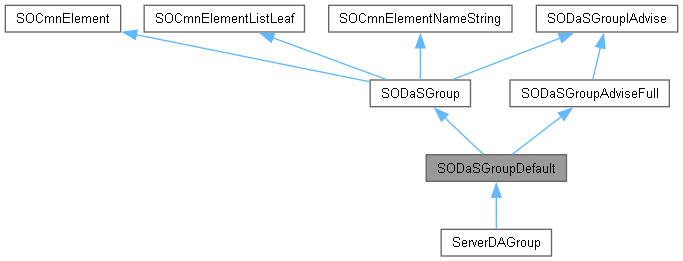 SOCmnElement
SOCmnElementListLeaf
SOCmnElementNameString
SODaSGroupIAdvise
SODaSGroup
SODaSGroupAdviseFull
SODaSGroupDefault
ServerDAGroup